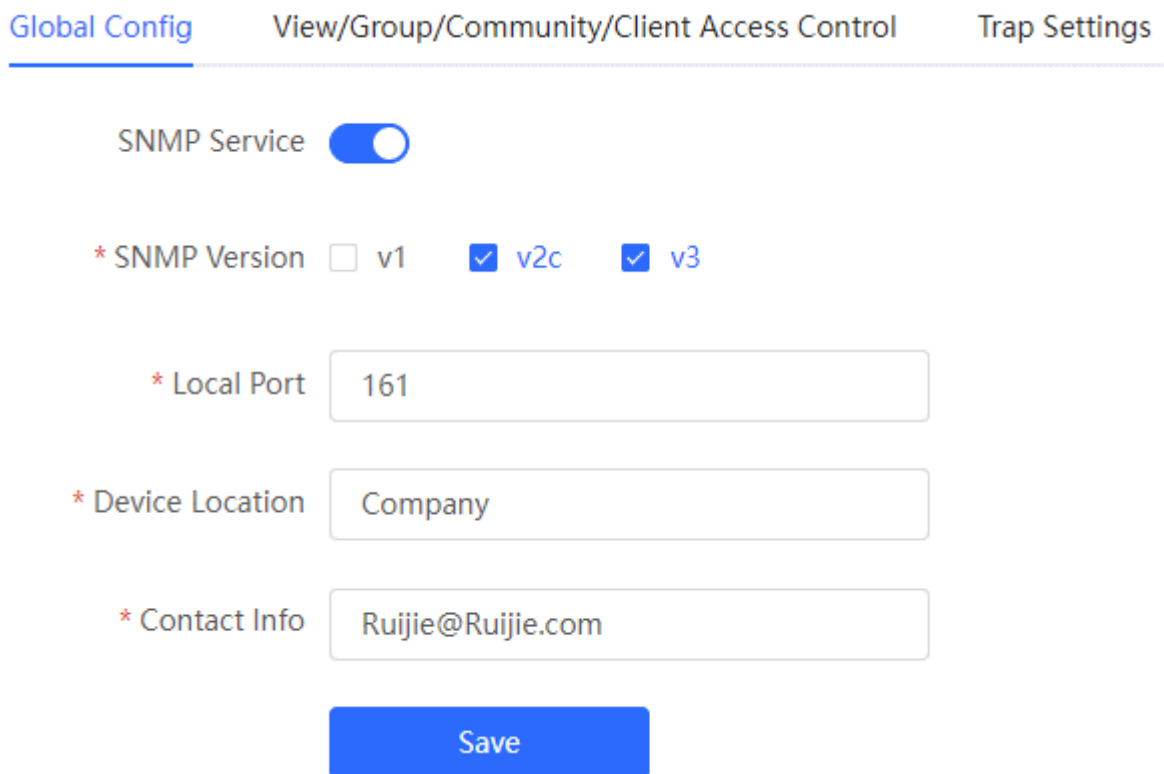 Global Config View/Group/Community/Client Access Control Trap Settings
SNMP Service
* SNMP Version v1 v2c v3
* Local Port 161
* Device Location Company
* Contact Info Ruijie@Ruijie.com
Save